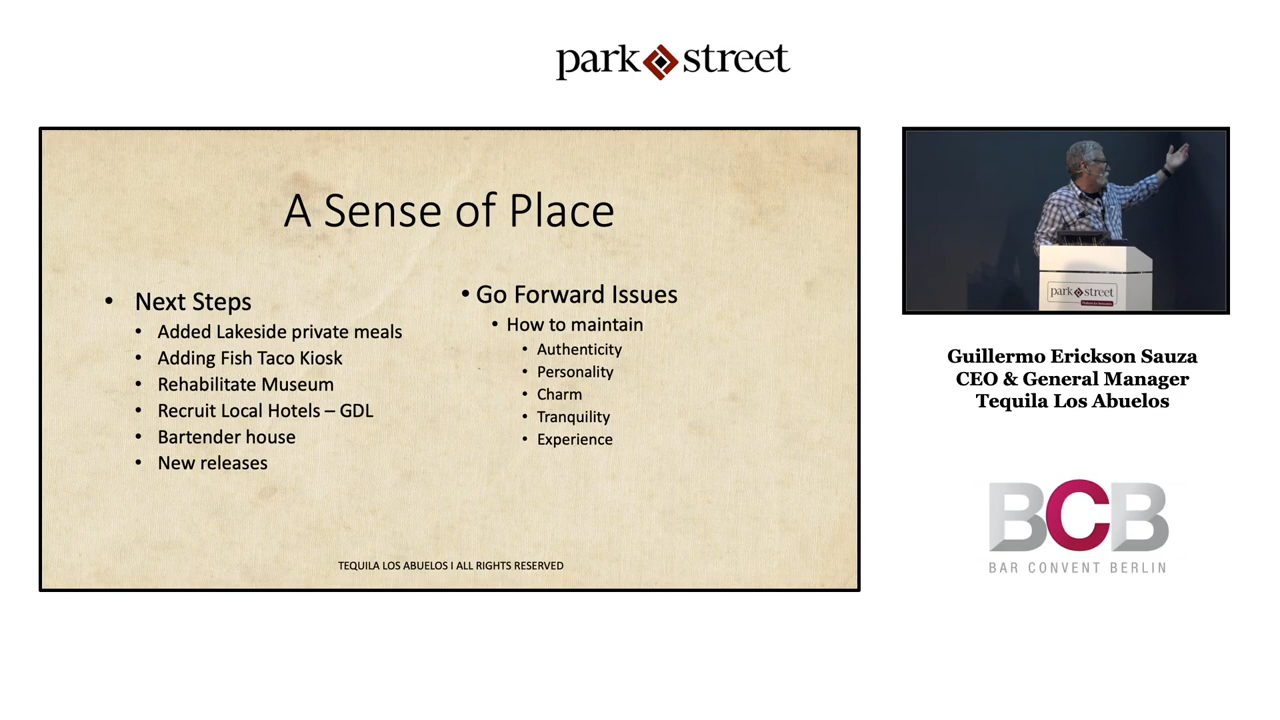 park street
A Sense of Place
• Next Steps
• Added Lakeside private meals
• Adding Fish Taco Kiosk
• Rehabilitate Museum
• Recruit Local Hotels – GDL
• Bartender house
• New releases
• Go Forward Issues
• How to maintain
• Authenticity
• Personality
• Charm
• Tranquility
• Experience
TEQUILA LOS ABUELOS I ALL RIGHTS RESERVED
park street
Guillermo Erickson Sauza
CEO & General Manager
Tequila Los Abuelos
BCB
BAR CONVENT BERLIN